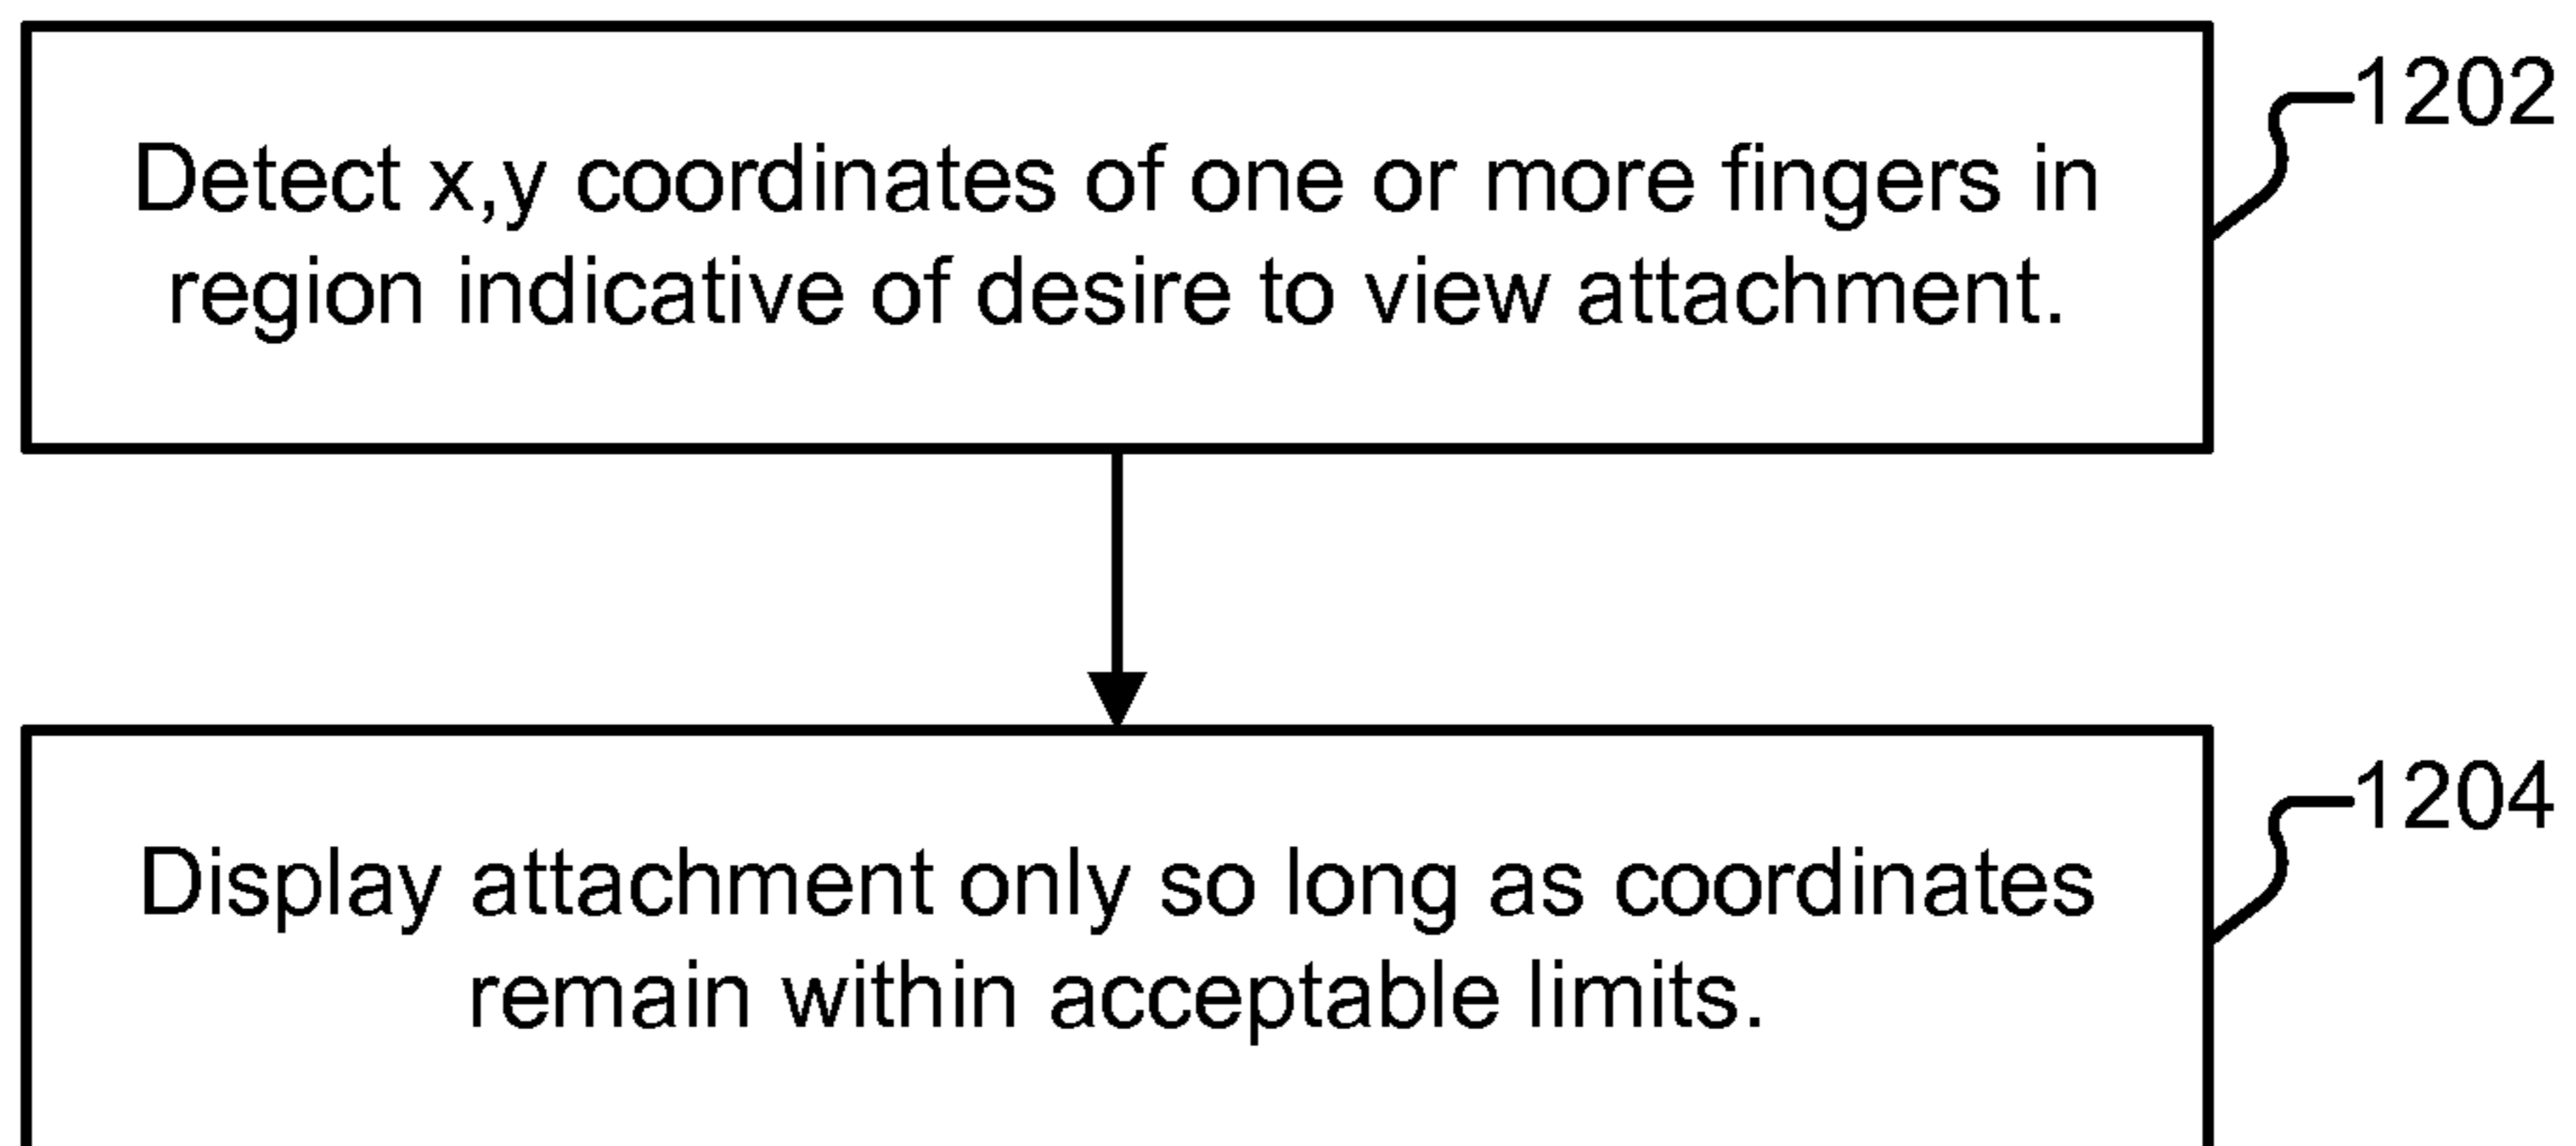 1202
Detect x,y coordinates of one or more fingers in
region indicative of desire to view attachment.
1204
Display attachment only so long as coordinates
remain within acceptable limits.